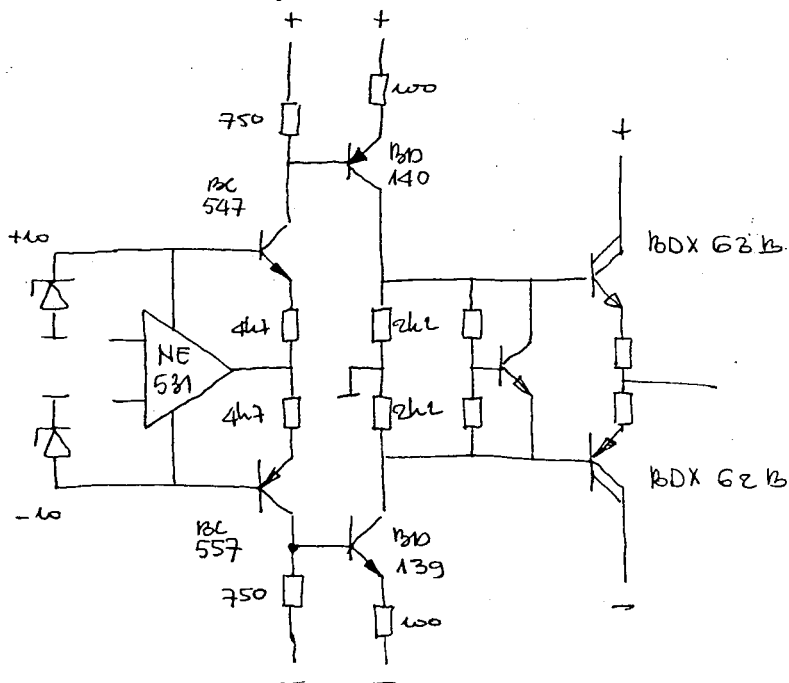 +
+
750
100
+
BC
547
BD
140
+10
BDX 63 B
4k7
2k2
NE
531
4k7
2k2
-10
BDX 62 B
BC
557
BD
139
750
100
-